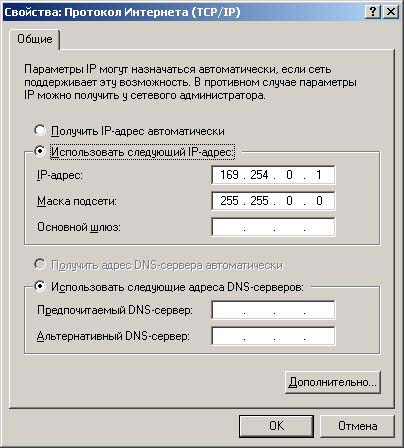 Свойства: Протокол Интернета (TCP/IP)
Общие
Параметры IP могут назначаться автоматически, если сеть
поддерживает эту возможность. В противном случае параметры
IP можно получить у сетевого администратора.
Получить IP-адрес автоматически
Использовать следующий IP-адрес:
IP-адрес: 169 . 254 . 0 . 1
Маска подсети: 255 . 255 . 0 . 0
Основной шлюз: . . .
Получить адрес DNS-сервера автоматически
Использовать следующие адреса DNS-серверов:
Предпочитаемый DNS-сервер: . . .
Альтернативный DNS-сервер: . . .
Дополнительно...
OK Отмена